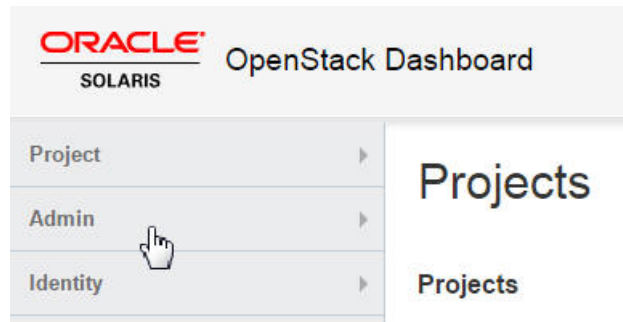 ORACLE
SOLARIS
OpenStack Dashboard
Project
Admin
Identity
Projects
Projects